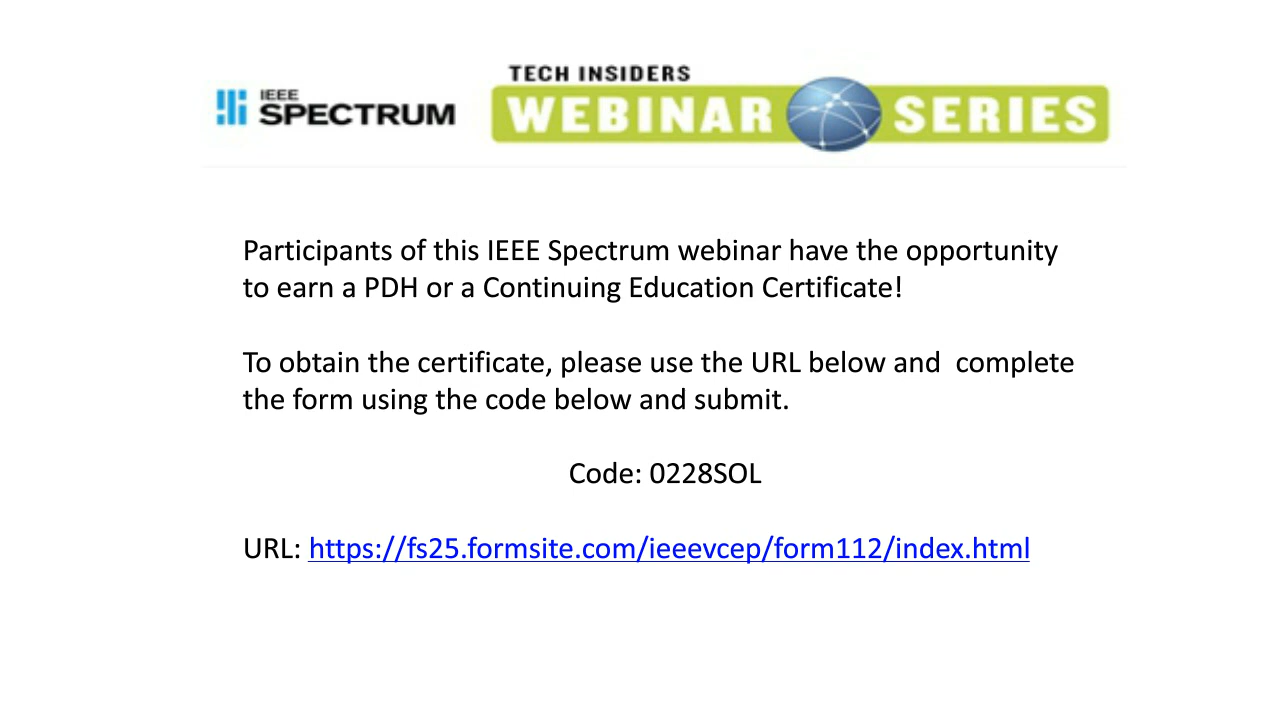 IEEE
SPECTRUM
TECH INSIDERS
WEBINAR SERIES
Participants of this IEEE Spectrum webinar have the opportunity
to earn a PDH or a Continuing Education Certificate!
To obtain the certificate, please use the URL below and  complete
the form using the code below and submit.
Code: 0228SOL
URL: https://fs25.formsite.com/ieeevcep/form112/index.html